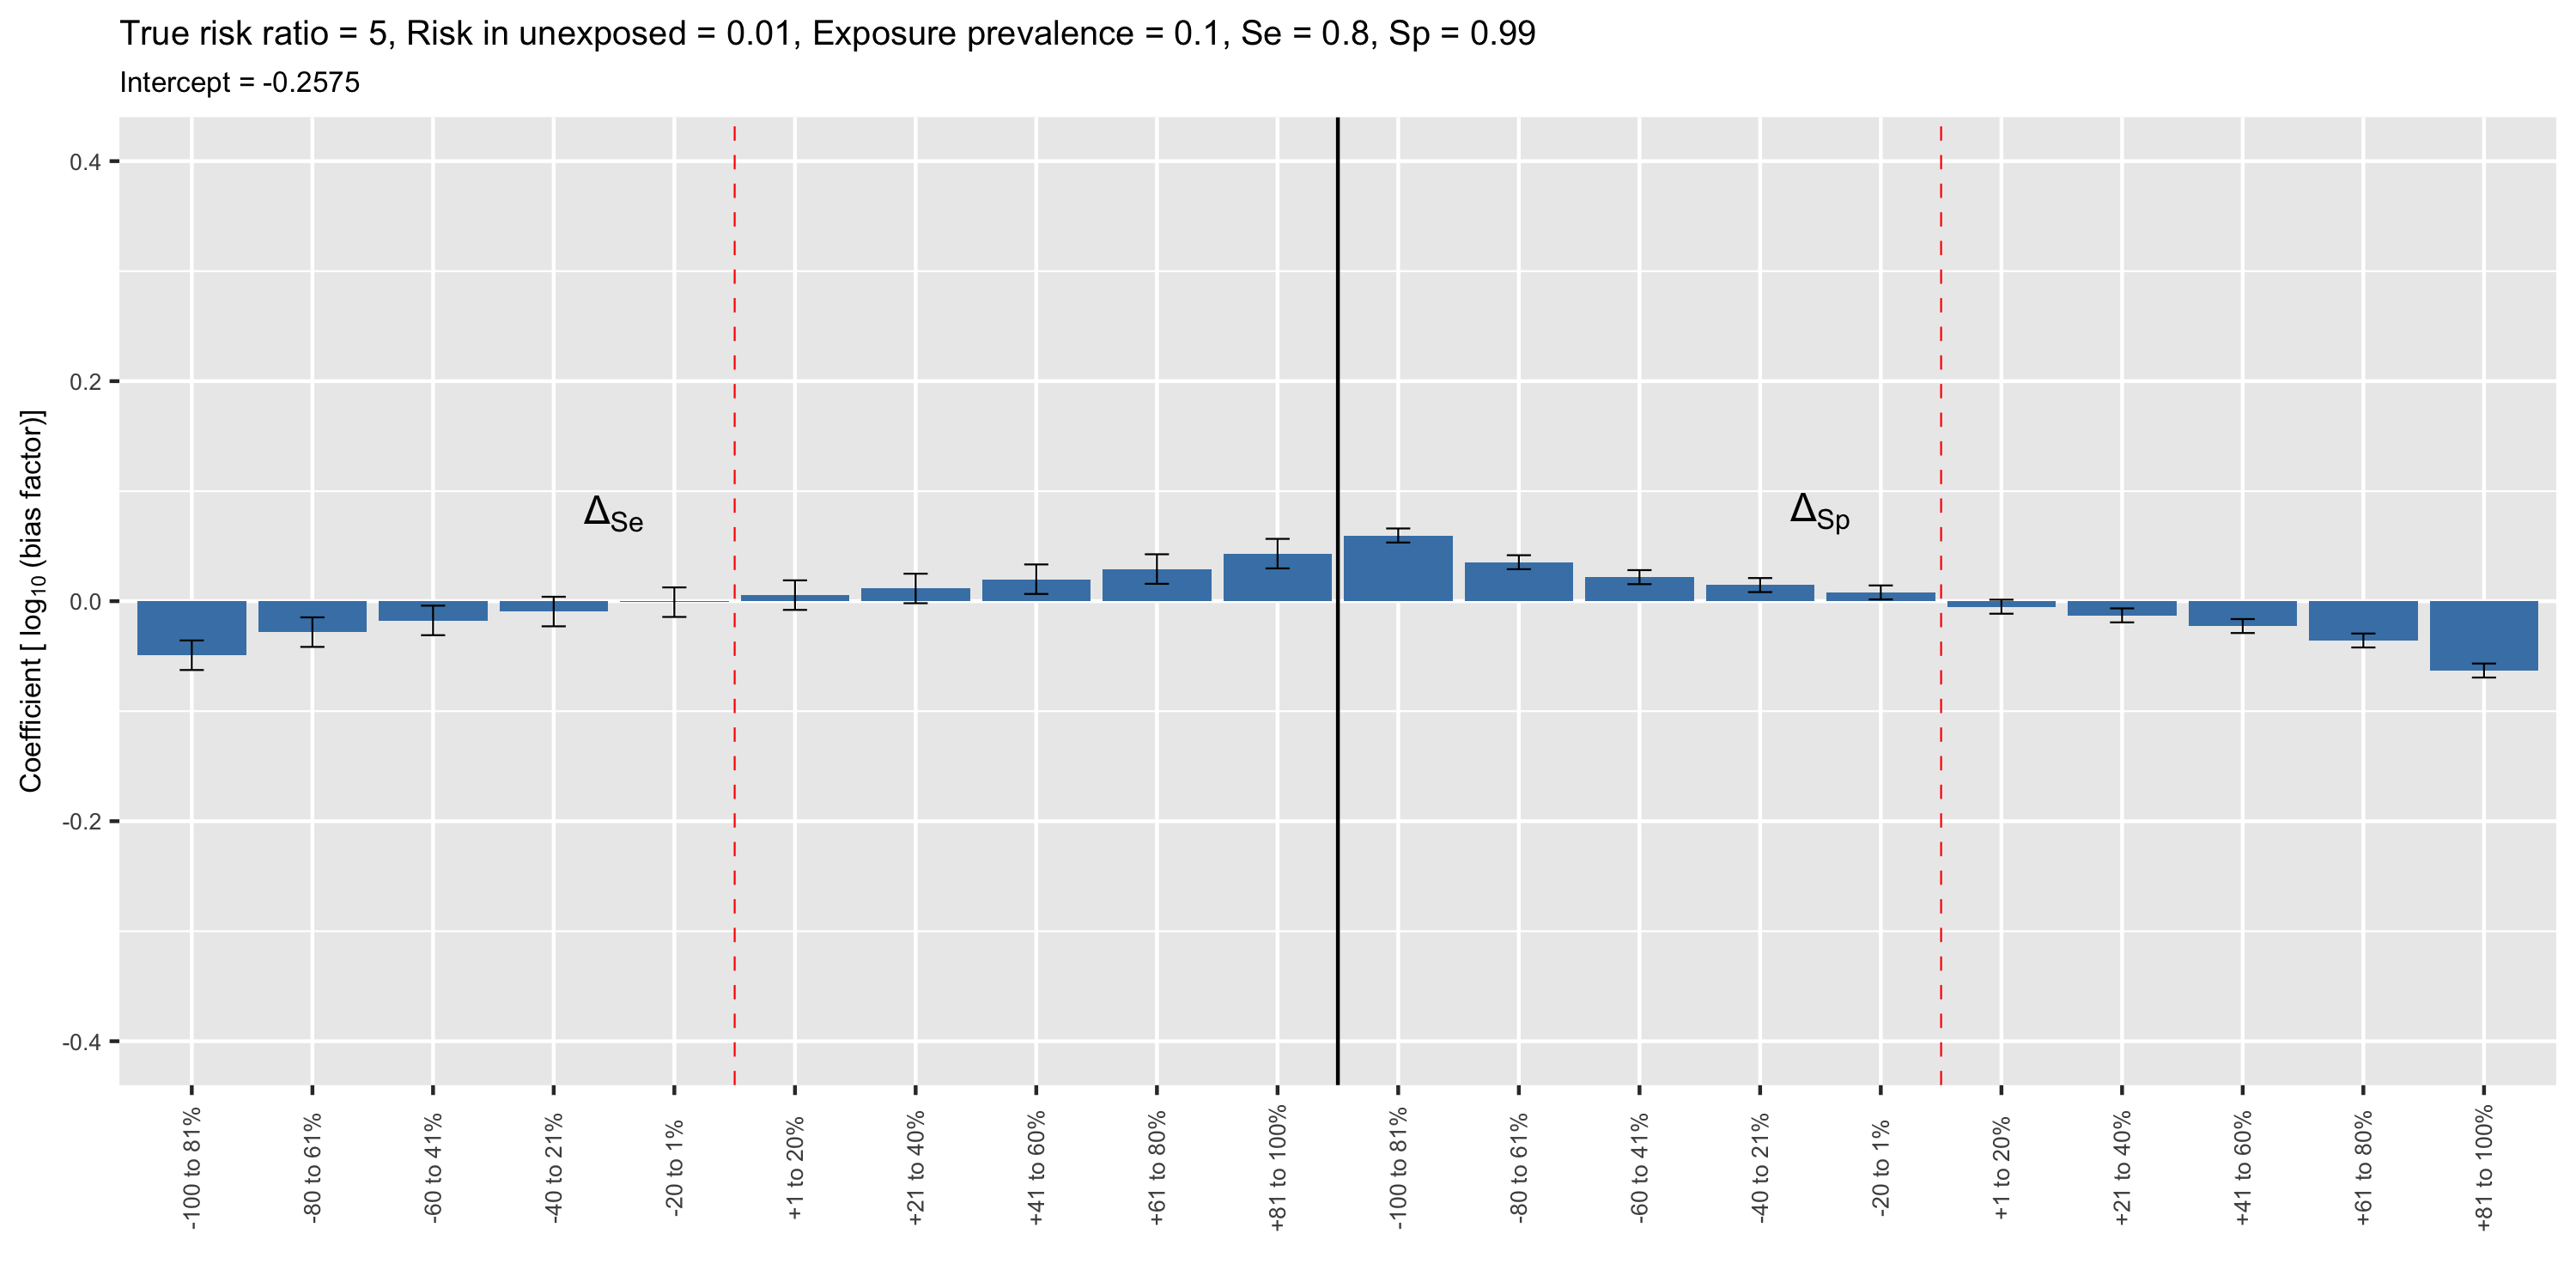 True risk ratio = 5, Risk in unexposed = 0.01, Exposure prevalence = 0.1, Se = 0.8, Sp = 0.99
Intercept = -0.2575
Coefficient [ log10 (bias factor)]
0.4
0.2
0.0
-0.2
-0.4
ΔSe
ΔSp
-100 to 81%
-80 to 61%
-60 to 41%
-40 to 21%
-20 to 1%
+1 to 20%
+21 to 40%
+41 to 60%
+61 to 80%
+81 to 100%
-100 to 81%
-80 to 61%
-60 to 41%
-40 to 21%
-20 to 1%
+1 to 20%
+21 to 40%
+41 to 60%
+61 to 80%
+81 to 100%